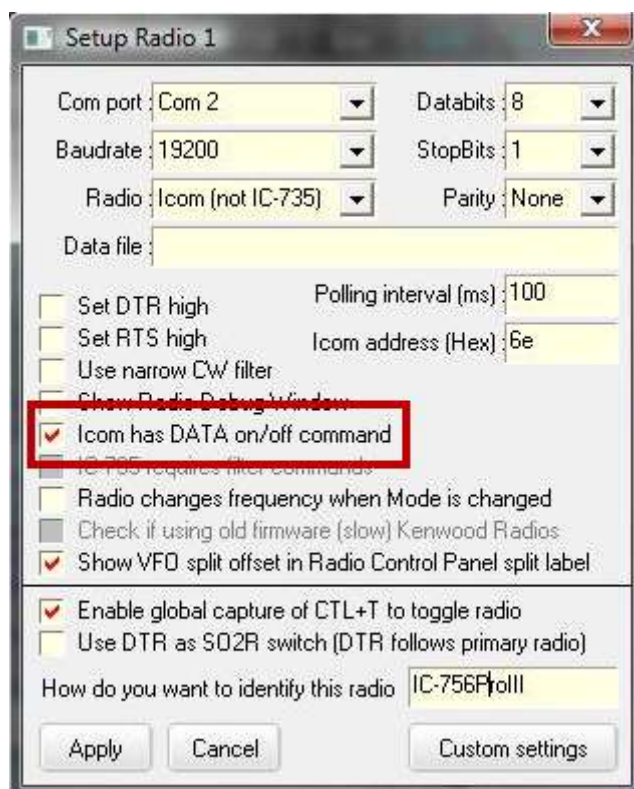 Setup Radio 1
Com port : Com 2 Databits : 8
Baudrate : 19200 StopBits : 1
Radio : Icom (not IC-735) Parity : None
Data file :
Set DTR high Polling interval (ms) : 100
Set RTS high Icom address (Hex) : 6e
Use narrow CW filter
Show Radio Debug Window
Icom has DATA on/off command
IC-735 requires filter commands
Radio changes frequency when Mode is changed
Check if using old firmware (slow) Kenwood Radios
Show VFO split offset in Radio Control Panel split label
Enable global capture of CTL+T to toggle radio
Use DTR as SO2R switch (DTR follows primary radio)
How do you want to identify this radio IC-756ProIII
Apply Cancel Custom settings